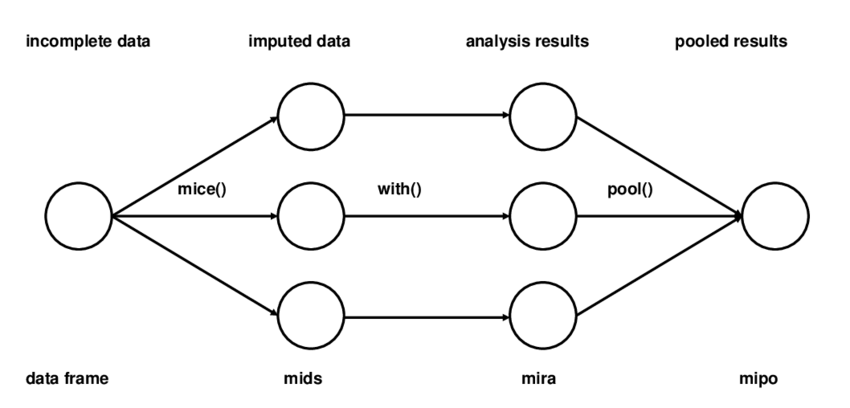 incomplete data imputed data analysis results pooled results
mice() with() pool()
data frame mids mira mipo